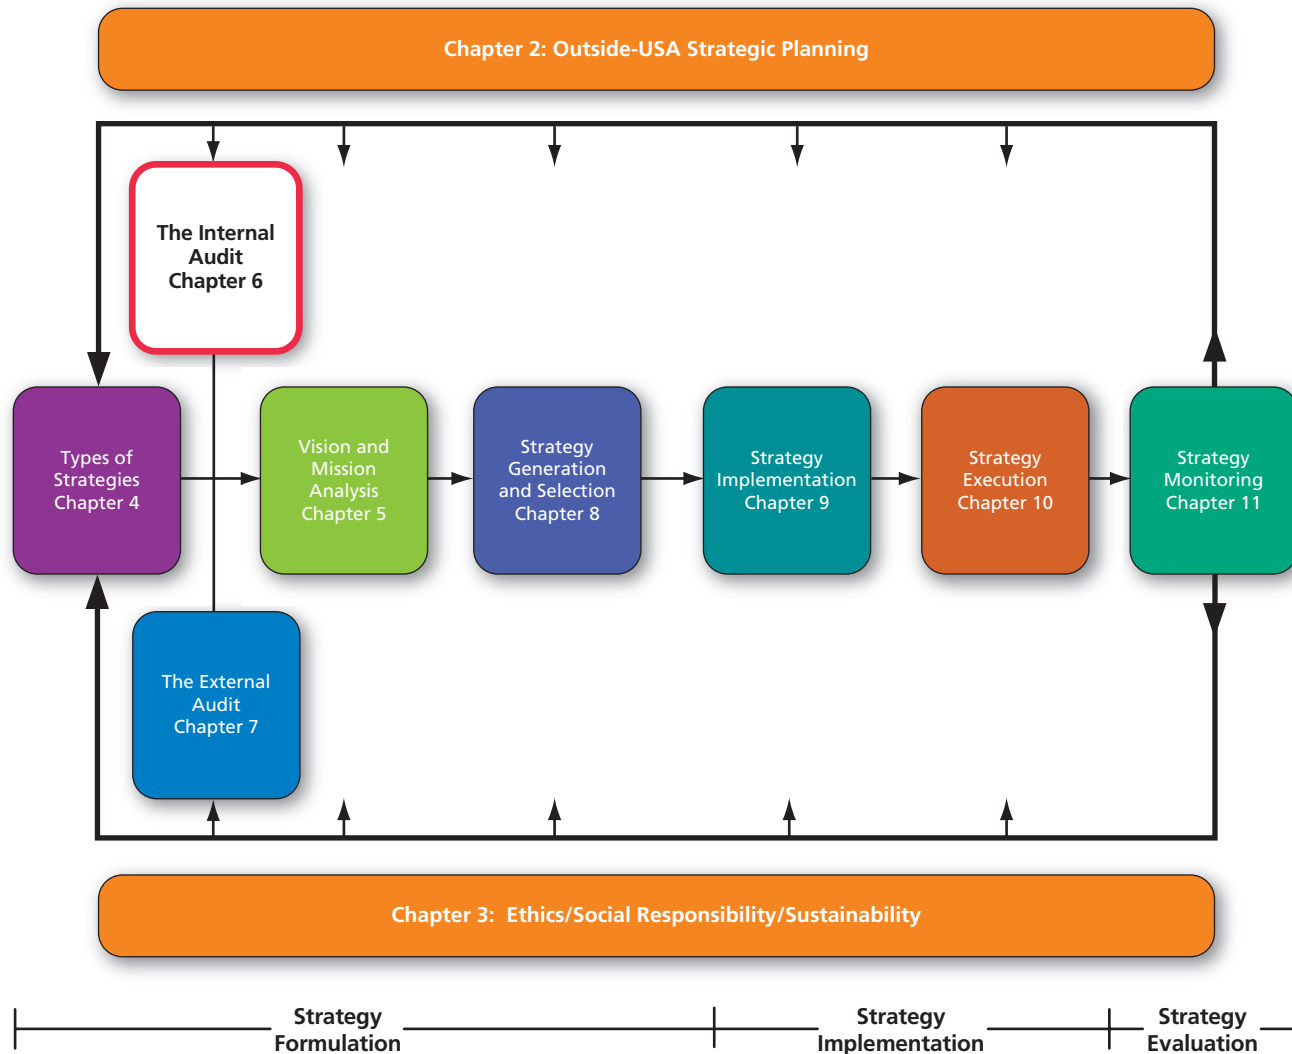 Chapter 2: Outside-USA Strategic Planning
The Internal
Audit
Chapter 6
Types of
Strategies
Chapter 4
Vision and
Mission
Analysis
Chapter 5
Strategy
Generation
and Selection
Chapter 8
Strategy
Implementation
Chapter 9
Strategy
Execution
Chapter 10
Strategy
Monitoring
Chapter 11
The External
Audit
Chapter 7
Chapter 3: Ethics/Social Responsibility/Sustainability
Strategy
Formulation
Strategy
Implementation
Strategy
Evaluation